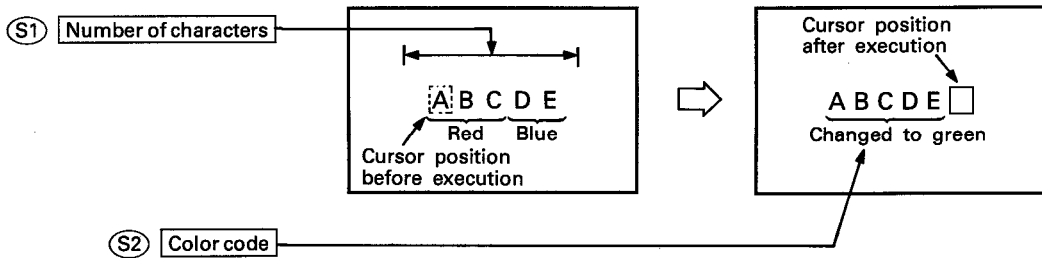 S1 Number of characters
A B C D E
Red Blue
Cursor position
before execution
Cursor position
after execution
A B C D E
Changed to green
S2 Color code